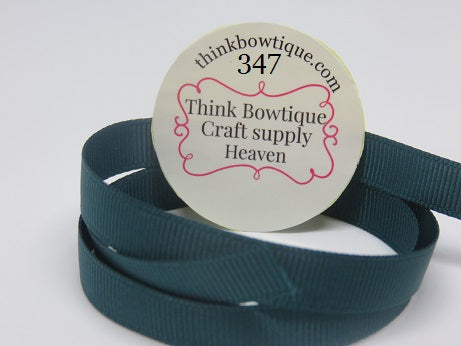 thinkbowtique.com
347
Think Bowtique
Craft supply
Heaven